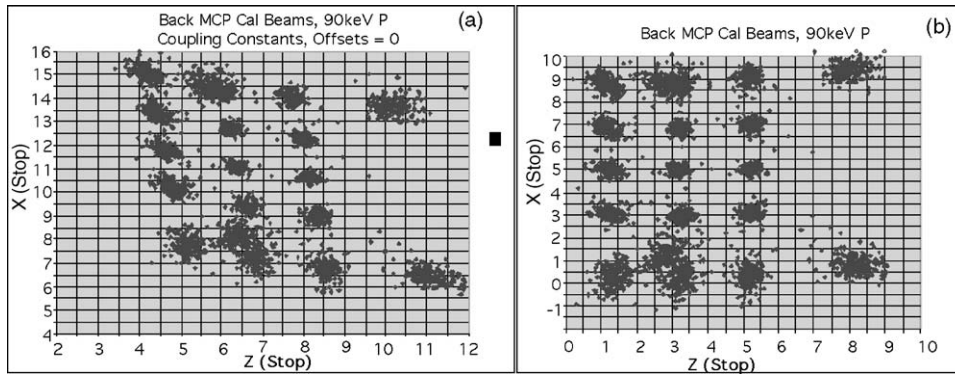 Back MCP Cal Beams, 90keV P
Coupling Constants, Offsets = 0
(a)
16
15
14
13
12
11
10
9
8
7
6
4
X (Stop)
2 3 4 5 6 7 8 9 10 11 12
Z (Stop)
Back MCP Cal Beams, 90keV P
(b)
10
9
8
7
6
5
4
3
2
1
0
-1
X (Stop)
0 1 2 3 4 5 6 7 8 9 10
Z (Stop)